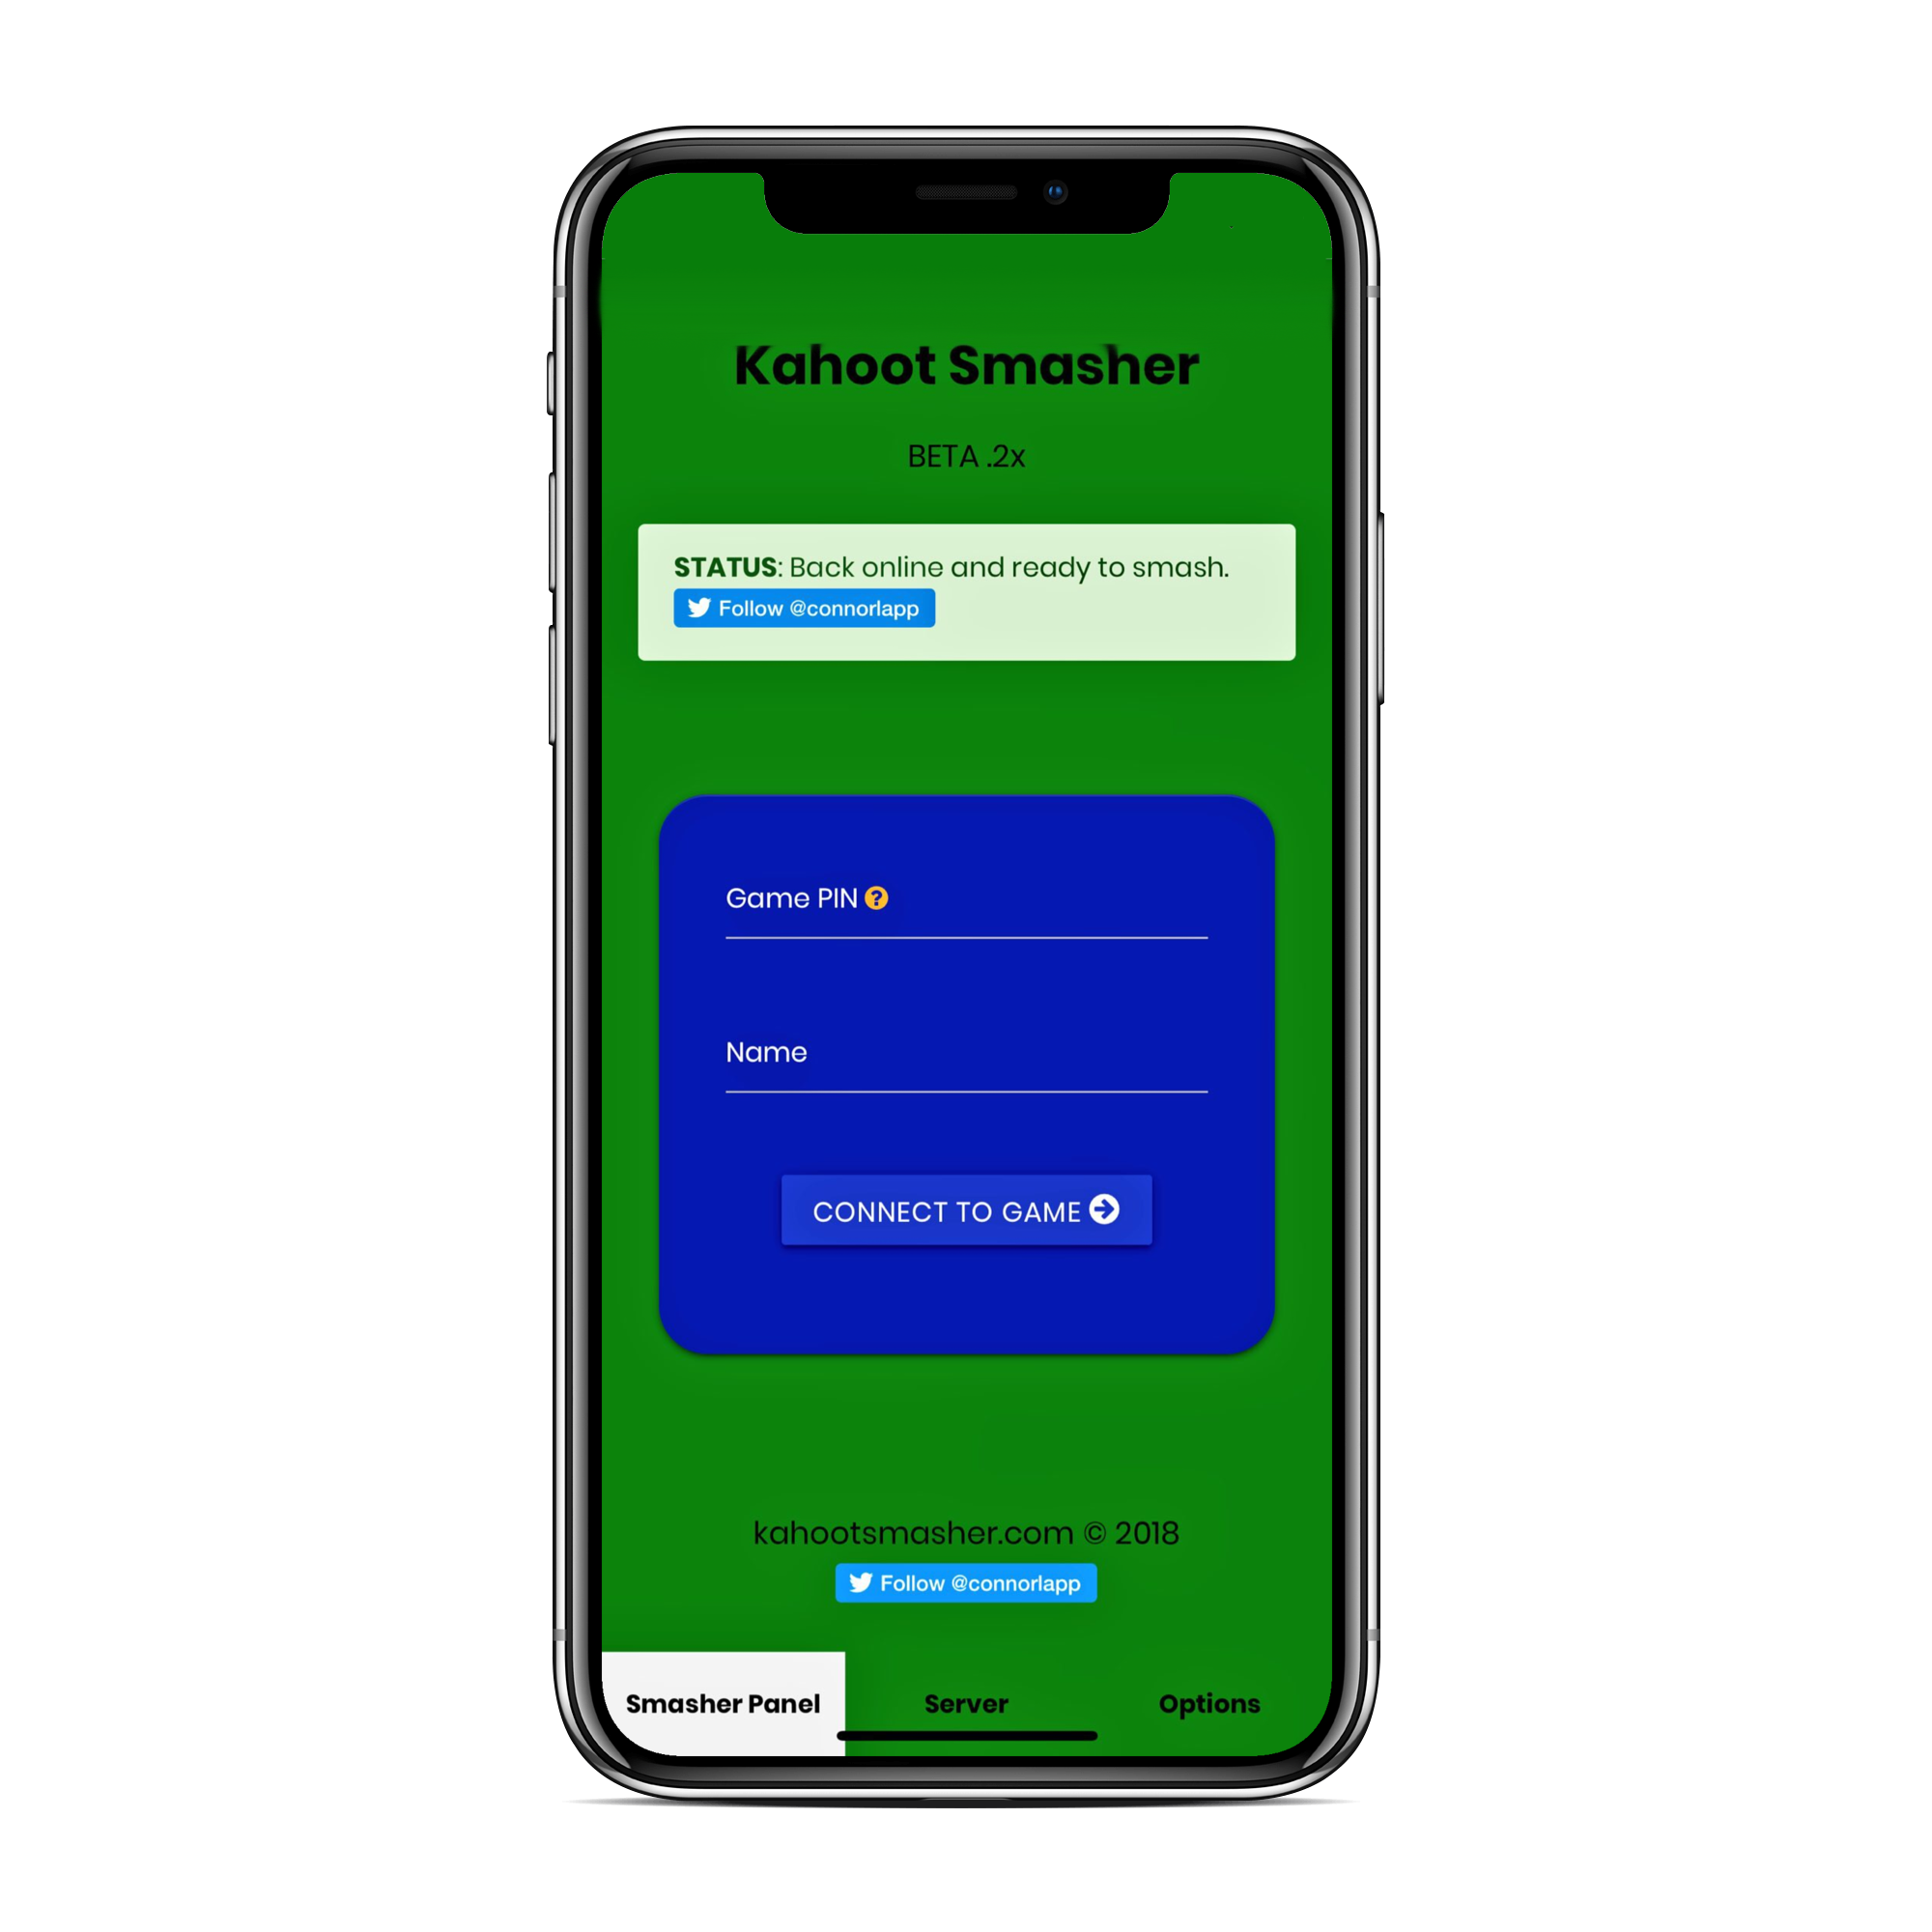 Kahoot Smasher
BETA .2x
STATUS: Back online and ready to smash.
Follow @connorlapp
Game PIN ?
Name
CONNECT TO GAME
kahootsmasher.com © 2018
Follow @connorlapp
Smasher Panel Server Options